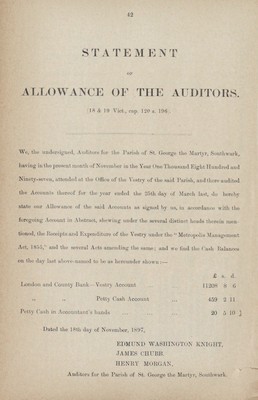 42
STATEMENT
OF
ALLOWANCE OF THE AUDITORS.
(18 & 19 Vict., cap. 120 s. 196)
We, the undersigned, Auditors for the Parish of St. George the Martyr, Southwark,
having in the present month of November in the Year One Thousand Eight Hundred and
Ninety-seven, attended at the Office of the Vestry of the said Parish, and there audited
the Accounts thereof for the year ended the 25th day of March last, do hereby
state our Allowance of the said Accounts as signed by us, in accordance with the
foregoing Account in Abstract, shewing under the several distinct heads therein men-
tioned, the Receipts and Expenditure of the Vestry under the "Metropolis Management
Act, 1855," and the several Acts amending the same; and we find the Cash Balances
on the day last above named to be as hereunder shown:—
£ s. d.
London and County Bank—Vestry Account 11209 8 6
" " Petty Cash Account ... 459 2 11
Petty Cash in Accountant's hands ... 20 5 10
Dated the 18th day of November, 1897,
EDMUND WASHINGTON KNIGHT,
JAMES CHUBB,
HENRY MORGAN,
Auditors for the Parish of St. George the Martyr, Southwark.